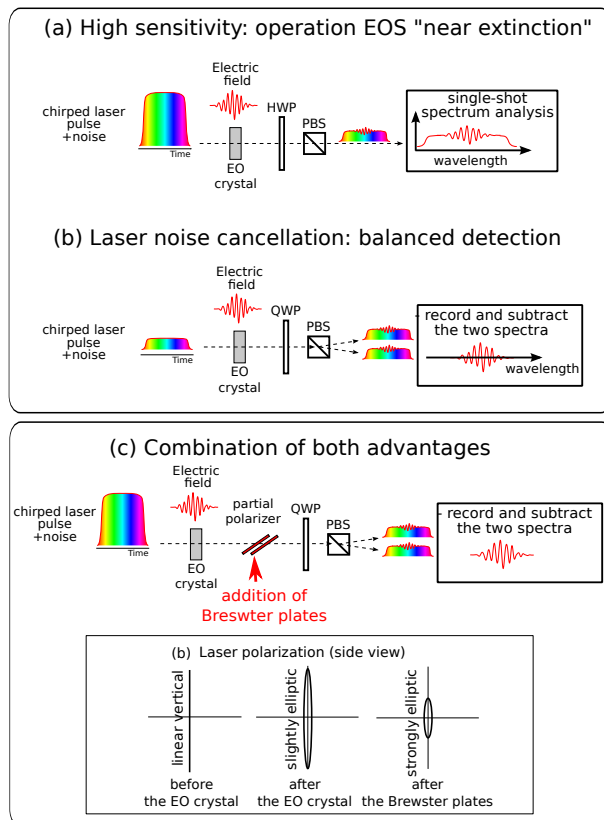 (a) High sensitivity: operation EOS "near extinction"
Electric
field
HWP
PBS
chirped laser
pulse
+noise
Time
EO
crystal
single-shot
spectrum analysis
wavelength
(b) Laser noise cancellation: balanced detection
Electric
field
QWP
PBS
chirped laser
pulse
+noise
Time
EO
crystal
record and subtract
the two spectra
wavelength
(c) Combination of both advantages
Electric
field
partial
polarizer
QWP
PBS
chirped laser
pulse
+noise
Time
EO
crystal
addition of
Breswter plates
record and subtract
the two spectra
(b) Laser polarization (side view)
linear vertical
slightly elliptic
strongly elliptic
before
the EO crystal
after
the EO crystal
after
the Brewster plates